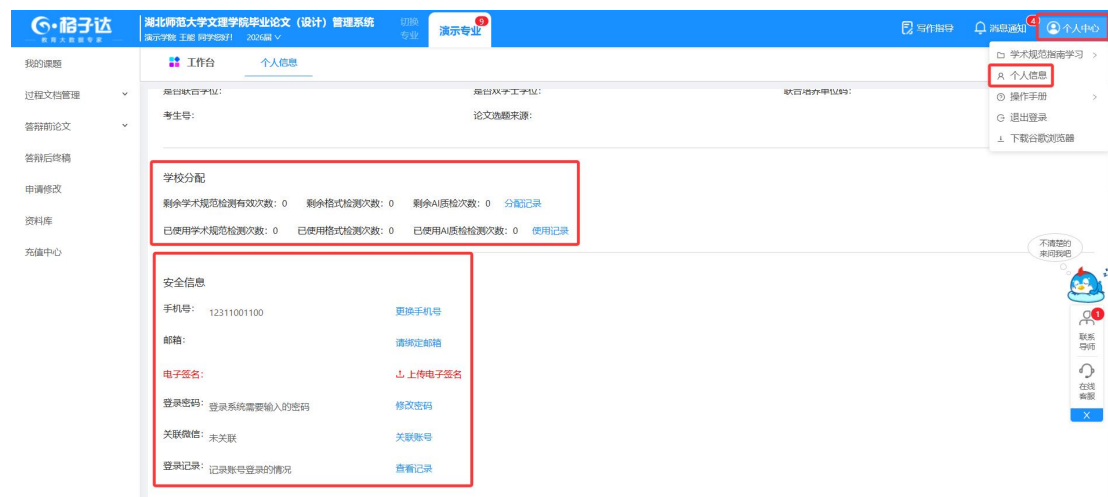 格子达
教育大数据专家
湖北师范大学文理学院毕业论文（设计）管理系统
演示学院 王能 同学您好! 2026届
切换专业
演示专业
9
写作指导
消息通知
4
个人中心
我的课题
过程文档管理
答辩前论文
答辩后终稿
申请修改
资料库
充值中心
工作台 个人信息
学术规范指南学习
个人信息
操作手册
退出登录
下载谷歌浏览器
是否联合学位： 是否双学士学位： 联合培养单位码：
考生号： 论文选题来源：
学校分配
剩余学术规范检测有效次数：0 剩余格式检测次数：0 剩余AI质检次数：0 分配记录
已使用学术规范检测次数：0 已使用格式检测次数：0 已使用AI质检检测次数：0 使用记录
安全信息
手机号： 12311001100 更换手机号
邮箱： 请绑定邮箱
电子签名： 上传电子签名
登录密码： 登录系统需要输入的密码 修改密码
关联微信： 未关联 关联账号
登录记录： 记录账号登录的情况 查看记录
不清楚的
来问我吧
1
联系
导师
在线
客服
X